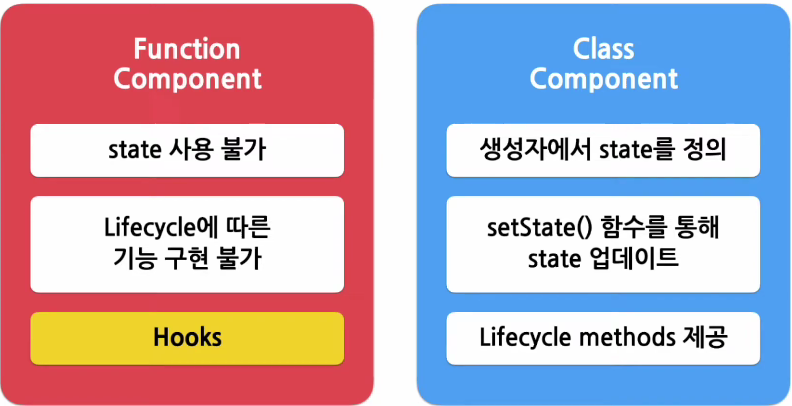 Function
Component
state 사용 불가
Lifecycle에 따른
기능 구현 불가
Hooks
Class
Component
생성자에서 state를 정의
setState() 함수를 통해
state 업데이트
Lifecycle methods 제공